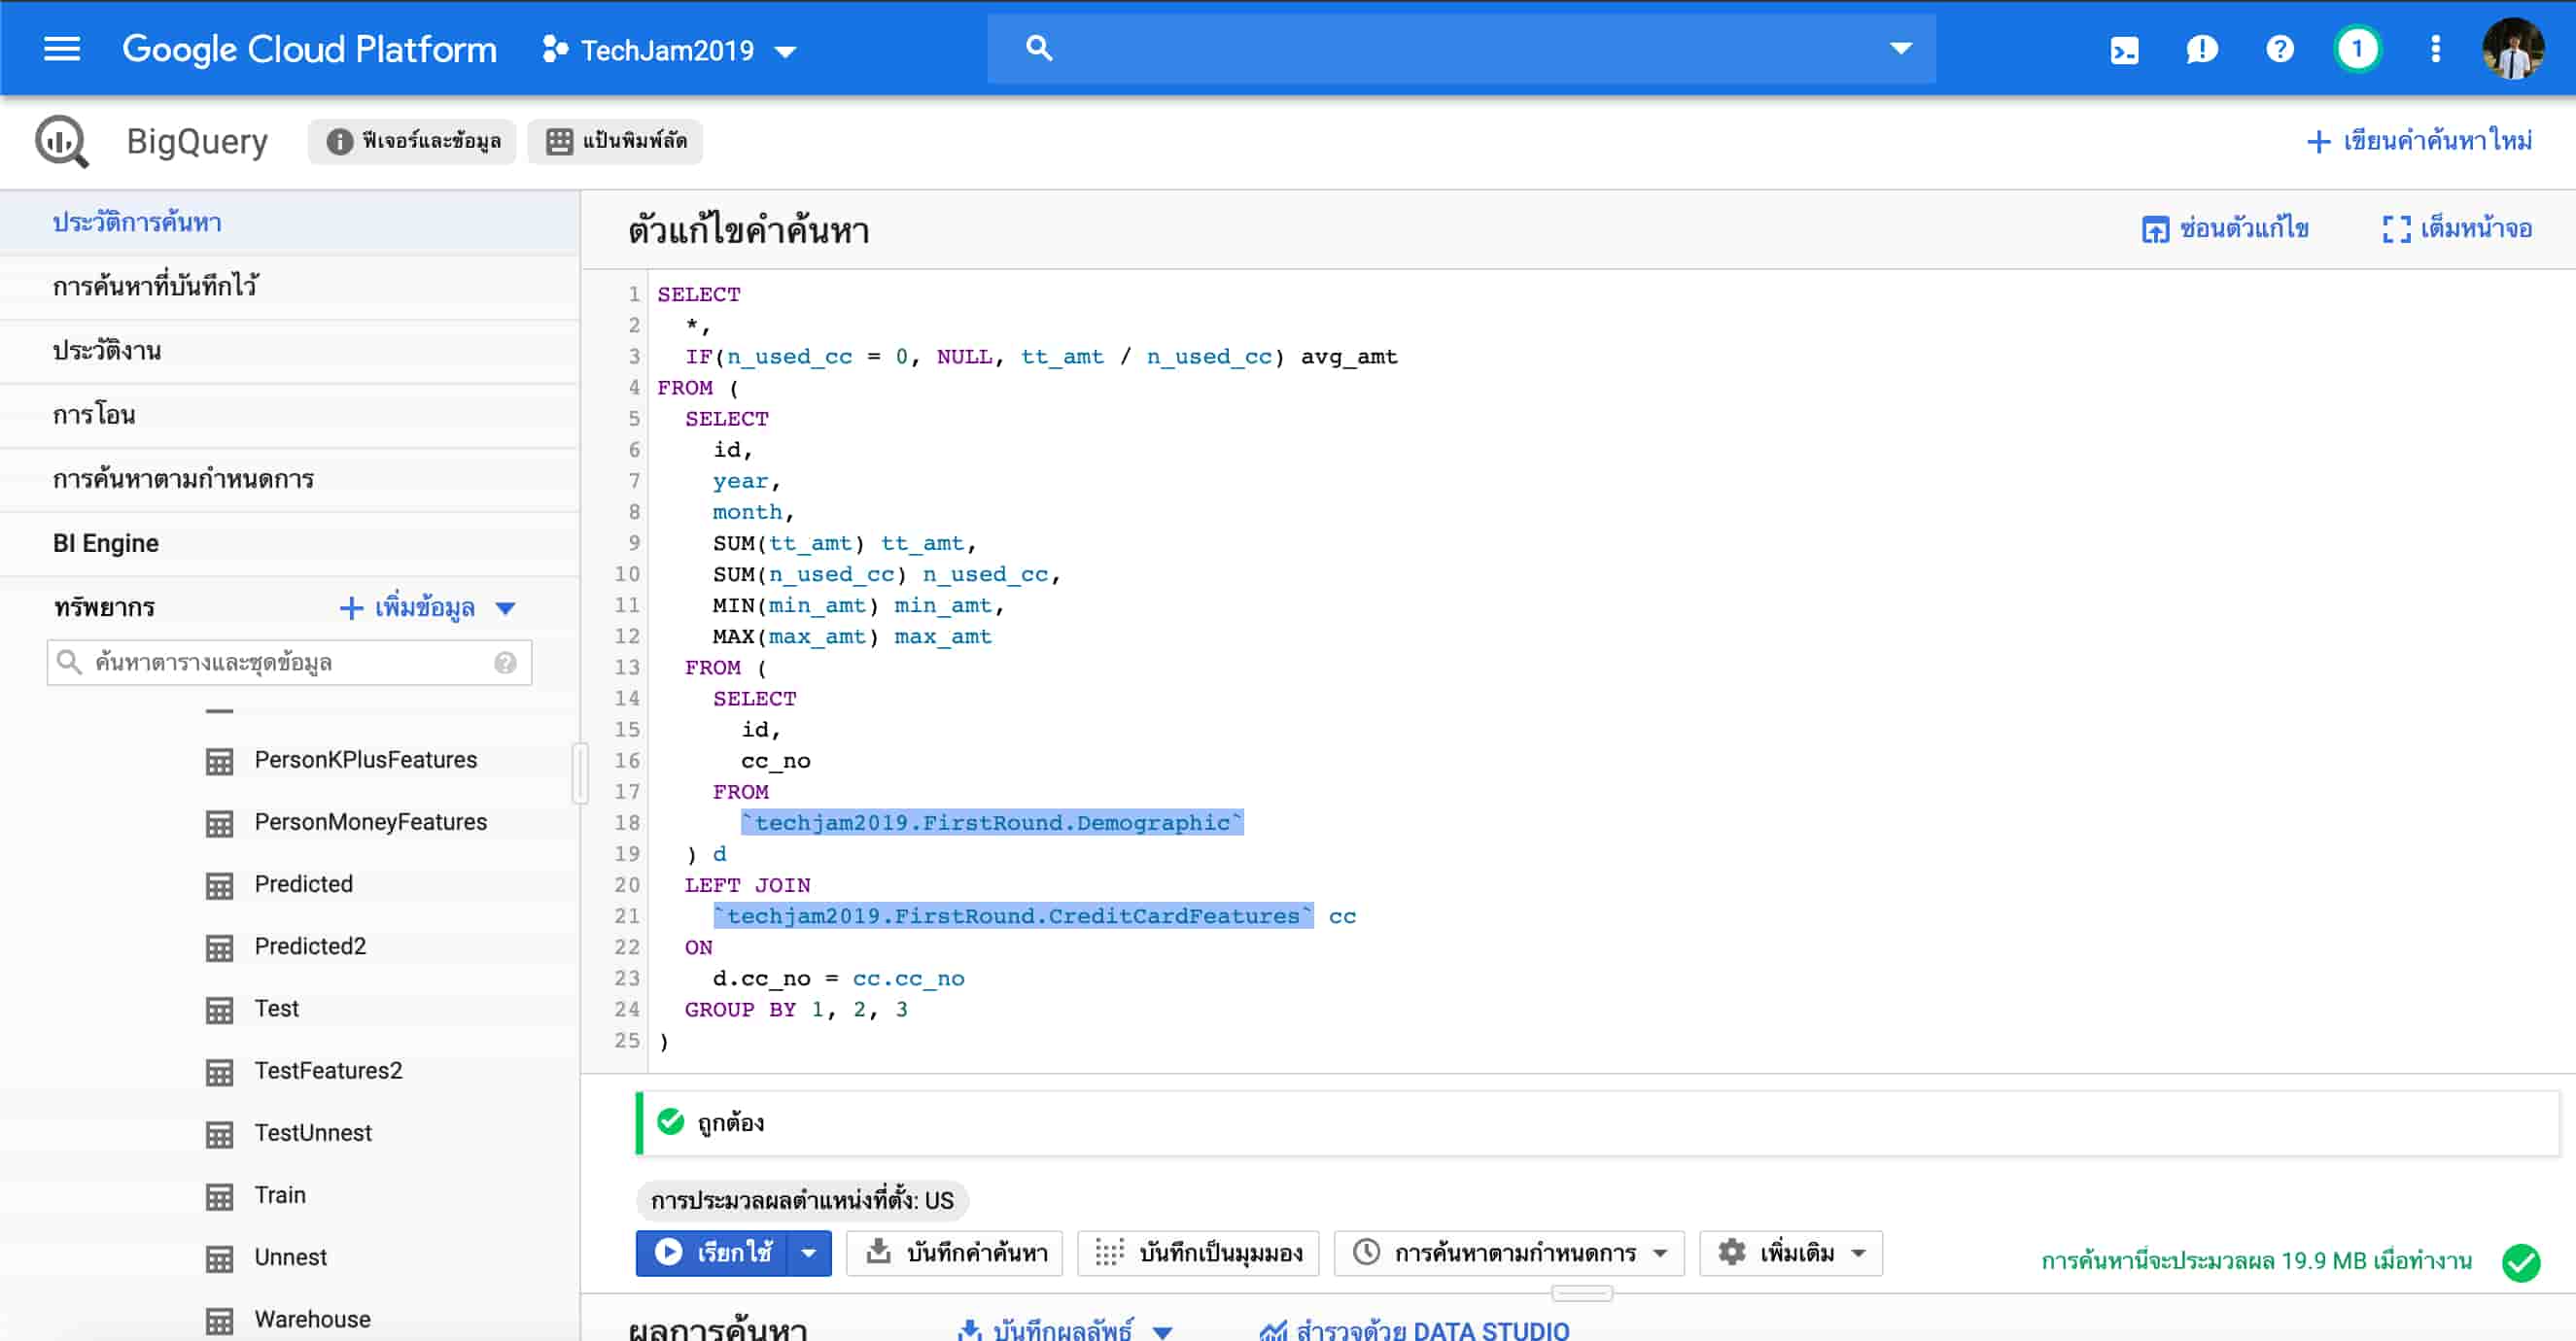 Google Cloud Platform TechJam2019 1
BigQuery ฟีเจอร์และข้อมูล แป้นพิมพ์ลัด + เขียนคำค้นหาใหม่
ประวัติการค้นหา
การค้นหาที่บันทึกไว้
ประวัติงาน
การโอน
การค้นหาตามกำหนดการ
BI Engine
ทรัพยากร + เพิ่มข้อมูล
ค้นหาตารางและชุดข้อมูล
PersonKPlusFeatures
PersonMoneyFeatures
Predicted
Predicted2
Test
TestFeatures2
TestUnnest
Train
Unnest
Warehouse
ตัวแก้ไขคำค้นหา ซ่อนตัวแก้ไข เต็มหน้าจอ
1 SELECT
2 *,
3 IF(n_used_cc = 0, NULL, tt_amt / n_used_cc) avg_amt
4 FROM (
5 SELECT
6 id,
7 year,
8 month,
9 SUM(tt_amt) tt_amt,
10 SUM(n_used_cc) n_used_cc,
11 MIN(min_amt) min_amt,
12 MAX(max_amt) max_amt
13 FROM (
14 SELECT
15 id,
16 cc_no
17 FROM
18 `techjam2019.FirstRound.Demographic`
19 ) d
20 LEFT JOIN
21 `techjam2019.FirstRound.CreditCardFeatures` cc
22 ON
23 d.cc_no = cc.cc_no
24 GROUP BY 1, 2, 3
25 )
ถูกต้อง
การประมวลผลตำแหน่งที่ตั้ง: US
เรียกใช้ บันทึกคำค้นหา บันทึกเป็นมุมมอง การค้นหาตามกำหนดการ เพิ่มเติม การค้นหานี้จะประมวลผล 19.9 MB เมื่อทำงาน
ผลการค้นหา บันทึกผลลัพธ์ สำรวจด้วย DATA STUDIO